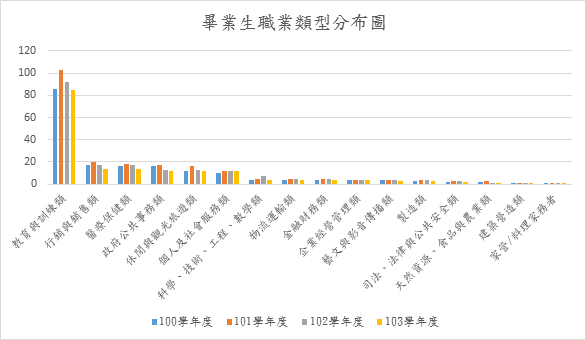 畢業生職業類型分布圖
120
100
80
60
40
20
0
教育與訓練類
行銷與銷售類
醫療保健類
政府公共事務類
休閒與觀光旅遊類
個人及社會服務類
科學、技術、工程、數學類
物流運輸類
金融財務類
企業經營管理類
藝文與影音傳播類
製造類
司法、法律與公共安全類
天然資源、食品與農業類
建築營造類
家管/料理家務者
100學年度 101學年度 102學年度 103學年度